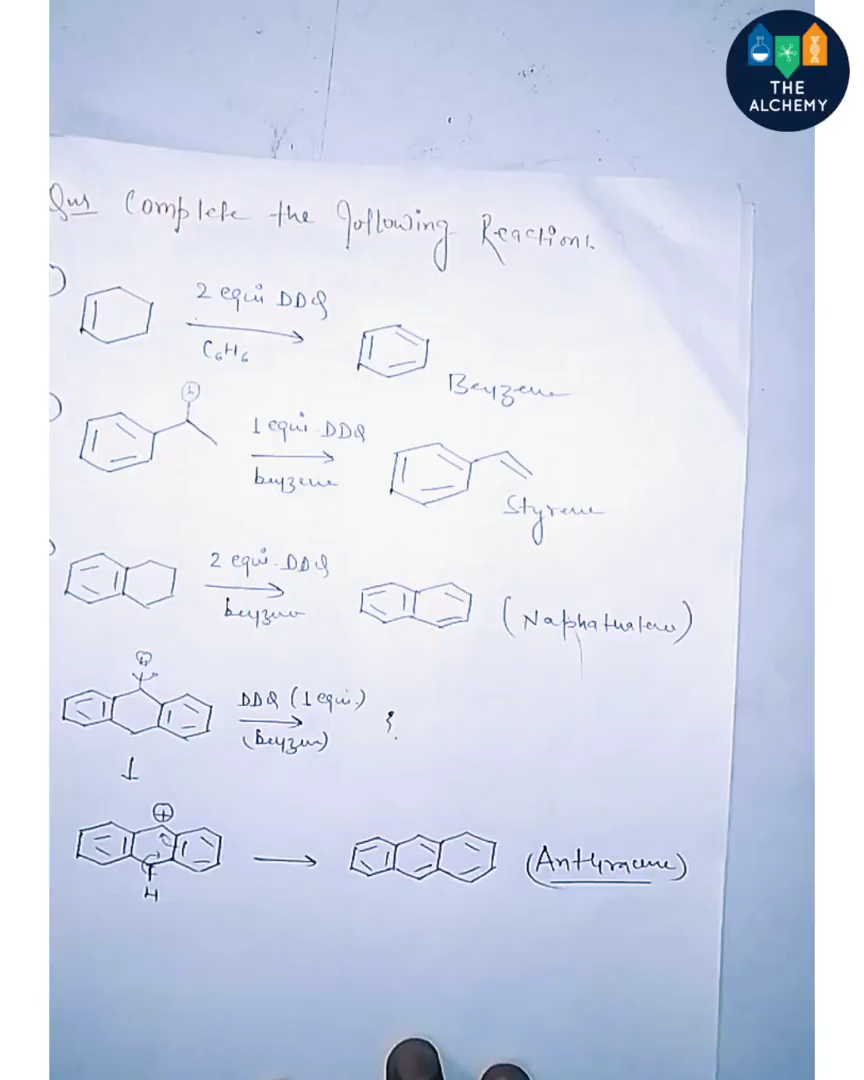 THE
ALCHEMY
Qus Complete the following Reactions.
2 equi DDQ
C6H6
Benzene
h
1 equi-DDQ
benzene
Styrene
2 equi-DDQ
benzene
(Naphathalene)
DDQ (1 equi.)
(Benzene)
?
+
H
(Anthracene)